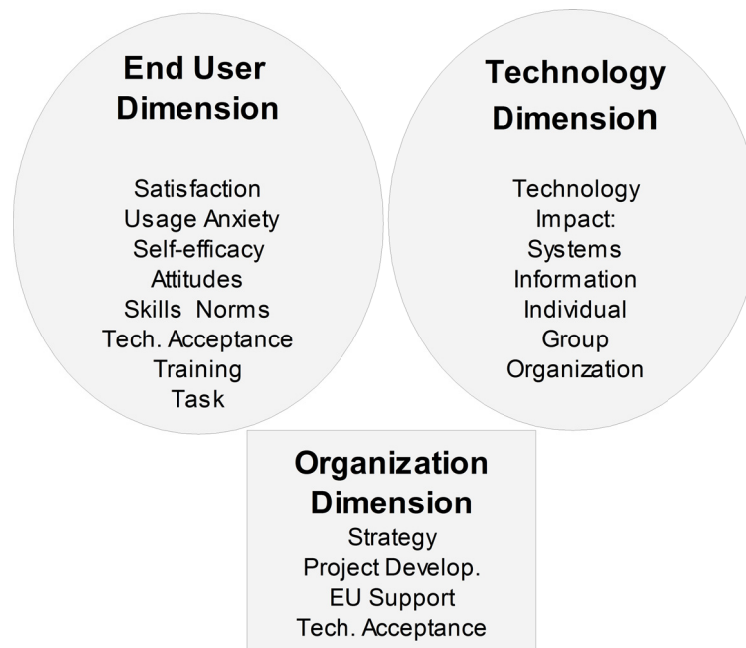 End User
Dimension
Satisfaction
Usage Anxiety
Self-efficacy
Attitudes
Skills Norms
Tech. Acceptance
Training
Task
Technology
Dimension
Technology
Impact:
Systems
Information
Individual
Group
Organization
Organization
Dimension
Strategy
Project Develop.
EU Support
Tech. Acceptance